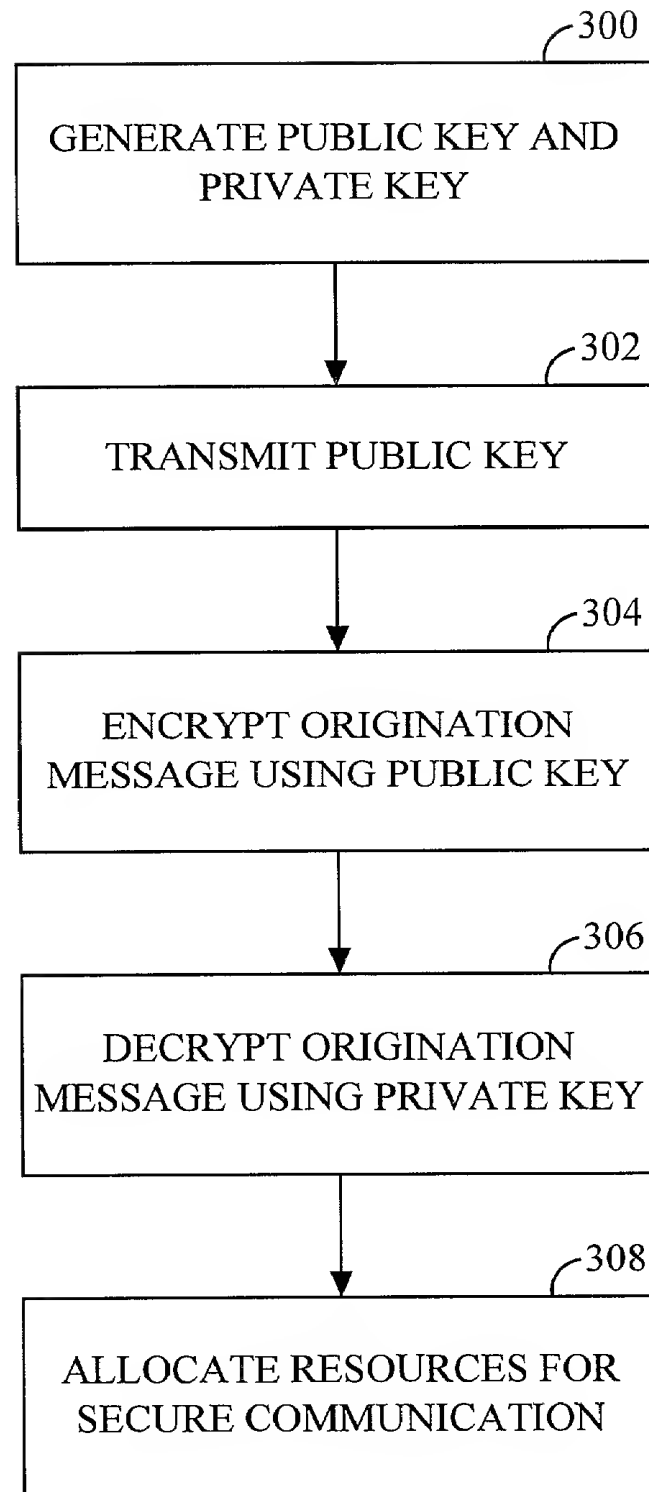 300
GENERATE PUBLIC KEY AND
PRIVATE KEY
302
TRANSMIT PUBLIC KEY
304
ENCRYPT ORIGINATION
MESSAGE USING PUBLIC KEY
306
DECRYPT ORIGINATION
MESSAGE USING PRIVATE KEY
308
ALLOCATE RESOURCES FOR
SECURE COMMUNICATION